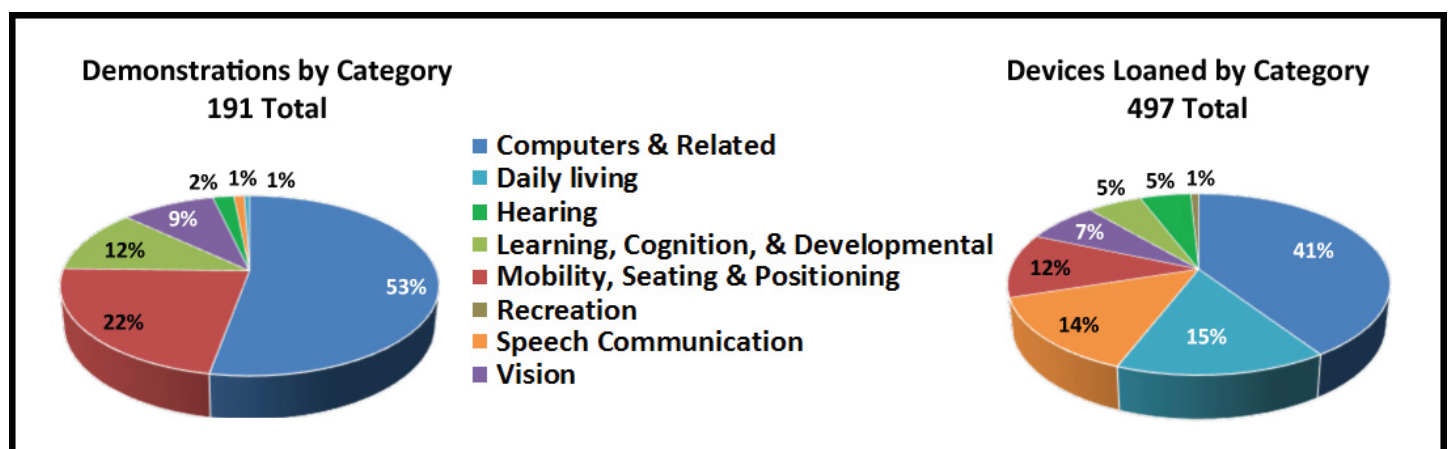 Demonstrations by Category
191 Total
2%
1%
1%
9%
12%
53%
22%
Computers & Related
Daily living
Hearing
Learning, Cognition, & Developmental
Mobility, Seating & Positioning
Recreation
Speech Communication
Vision
Devices Loaned by Category
497 Total
5%
5%
1%
7%
41%
12%
14%
15%